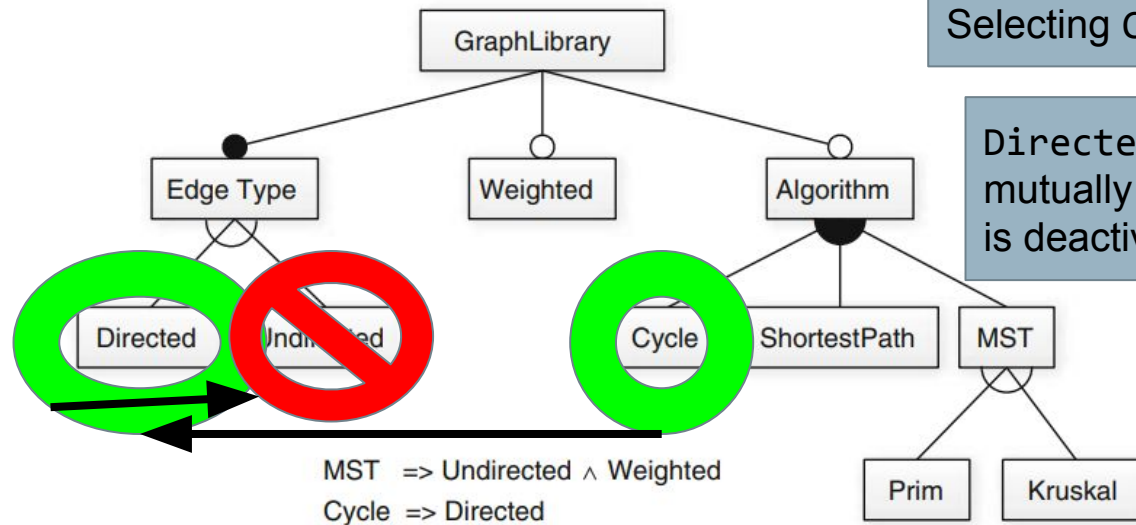 Selecting
GraphLibrary
mutually
is deactiv
Edge Type
Weighted
Algorithm
Directed
Cycle
ShortestPath
MST
MST => Undirected ∧ Weighted
Cycle => Directed
Prim
Kruskal